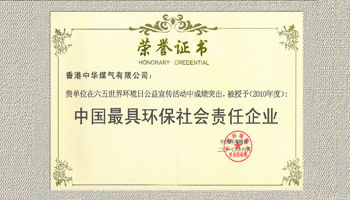 荣誉证书
HONORARY CREDENTIAL
香港中华煤气有限公司：
贵单位在六五世界环境日公益宣传活动中成绩突出，被授予（2010年度）：
中国最具环保社会责任企业